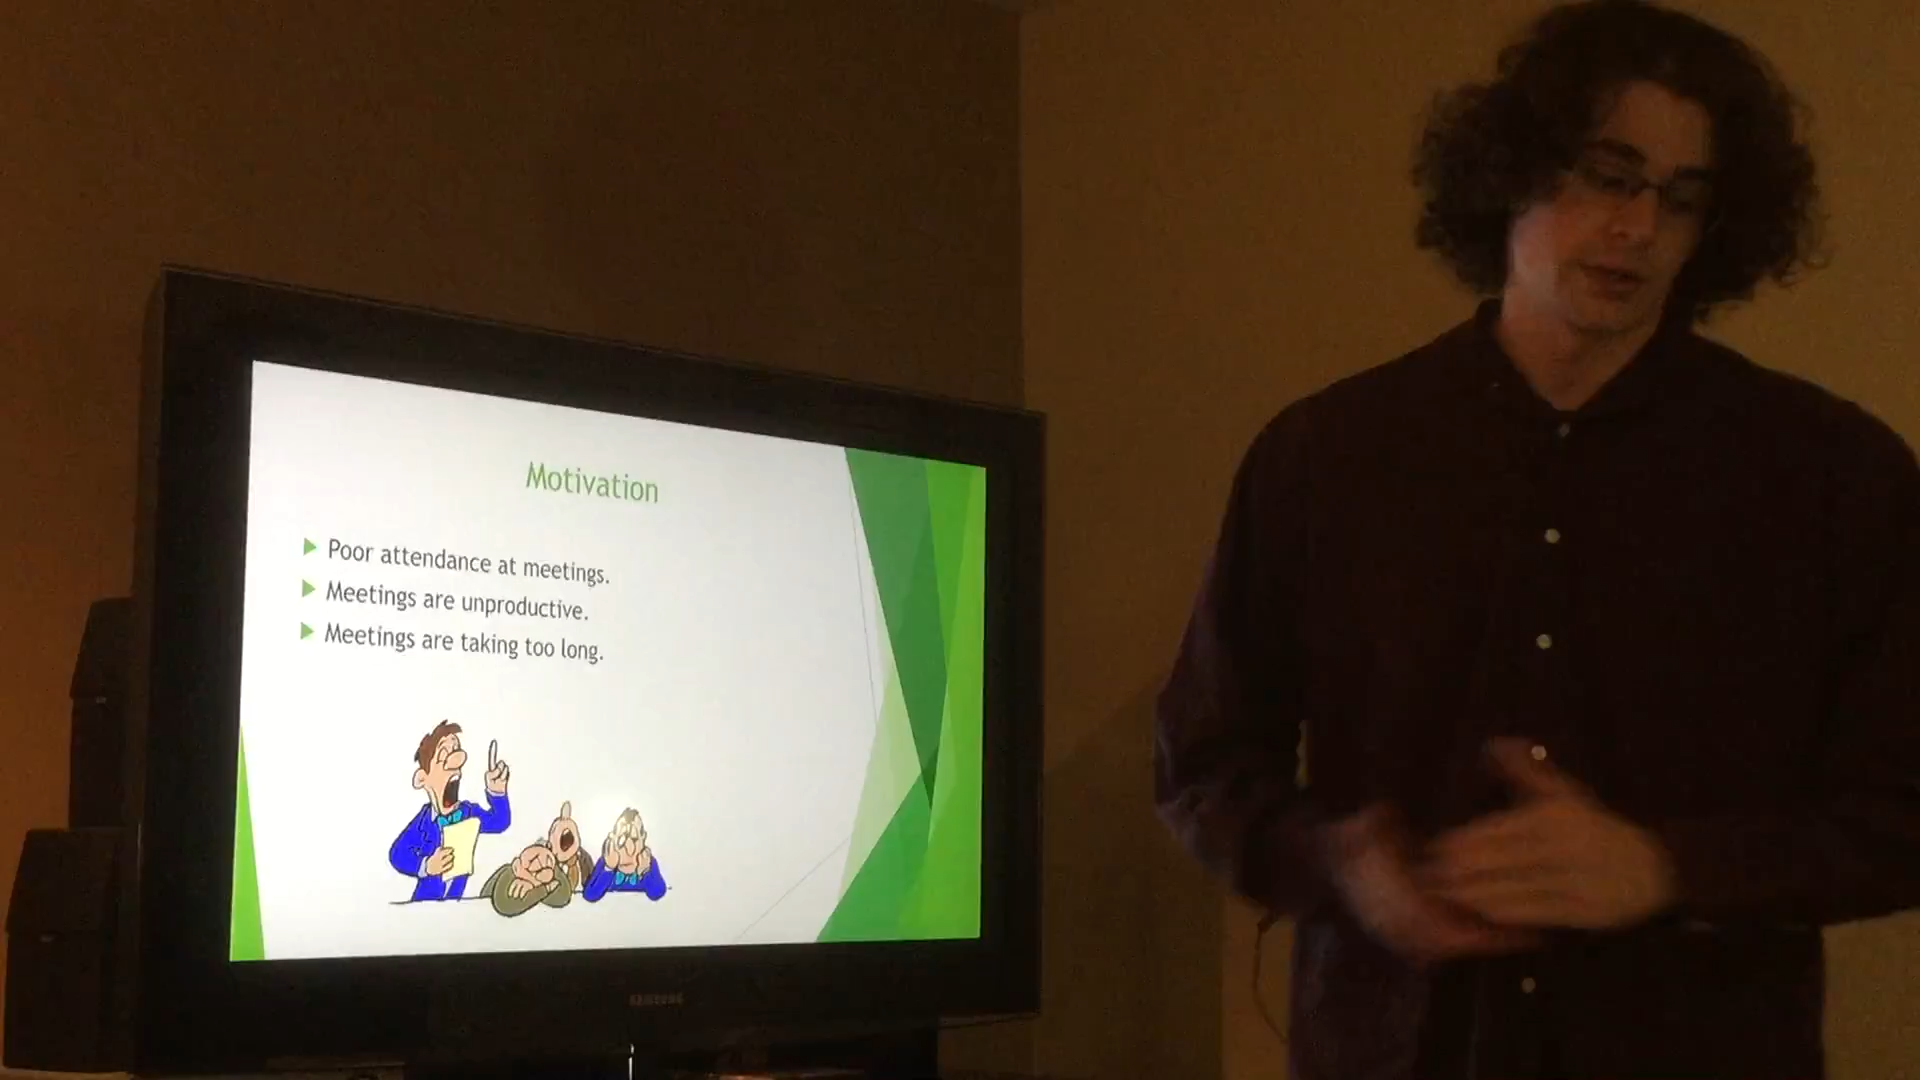 Motivation
Poor attendance at meetings.
Meetings are unproductive.
Meetings are taking too long.
SAMSUNG